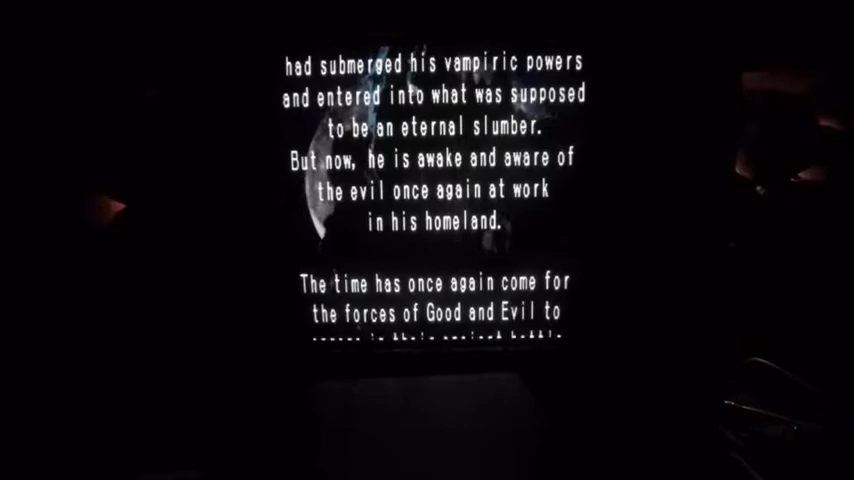 had submerged his vampiric powers
and entered into what was supposed
to be an eternal slumber.
But now, he is awake and aware of
the evil once again at work
in his homeland.
The time has once again come for
the forces of Good and Evil to